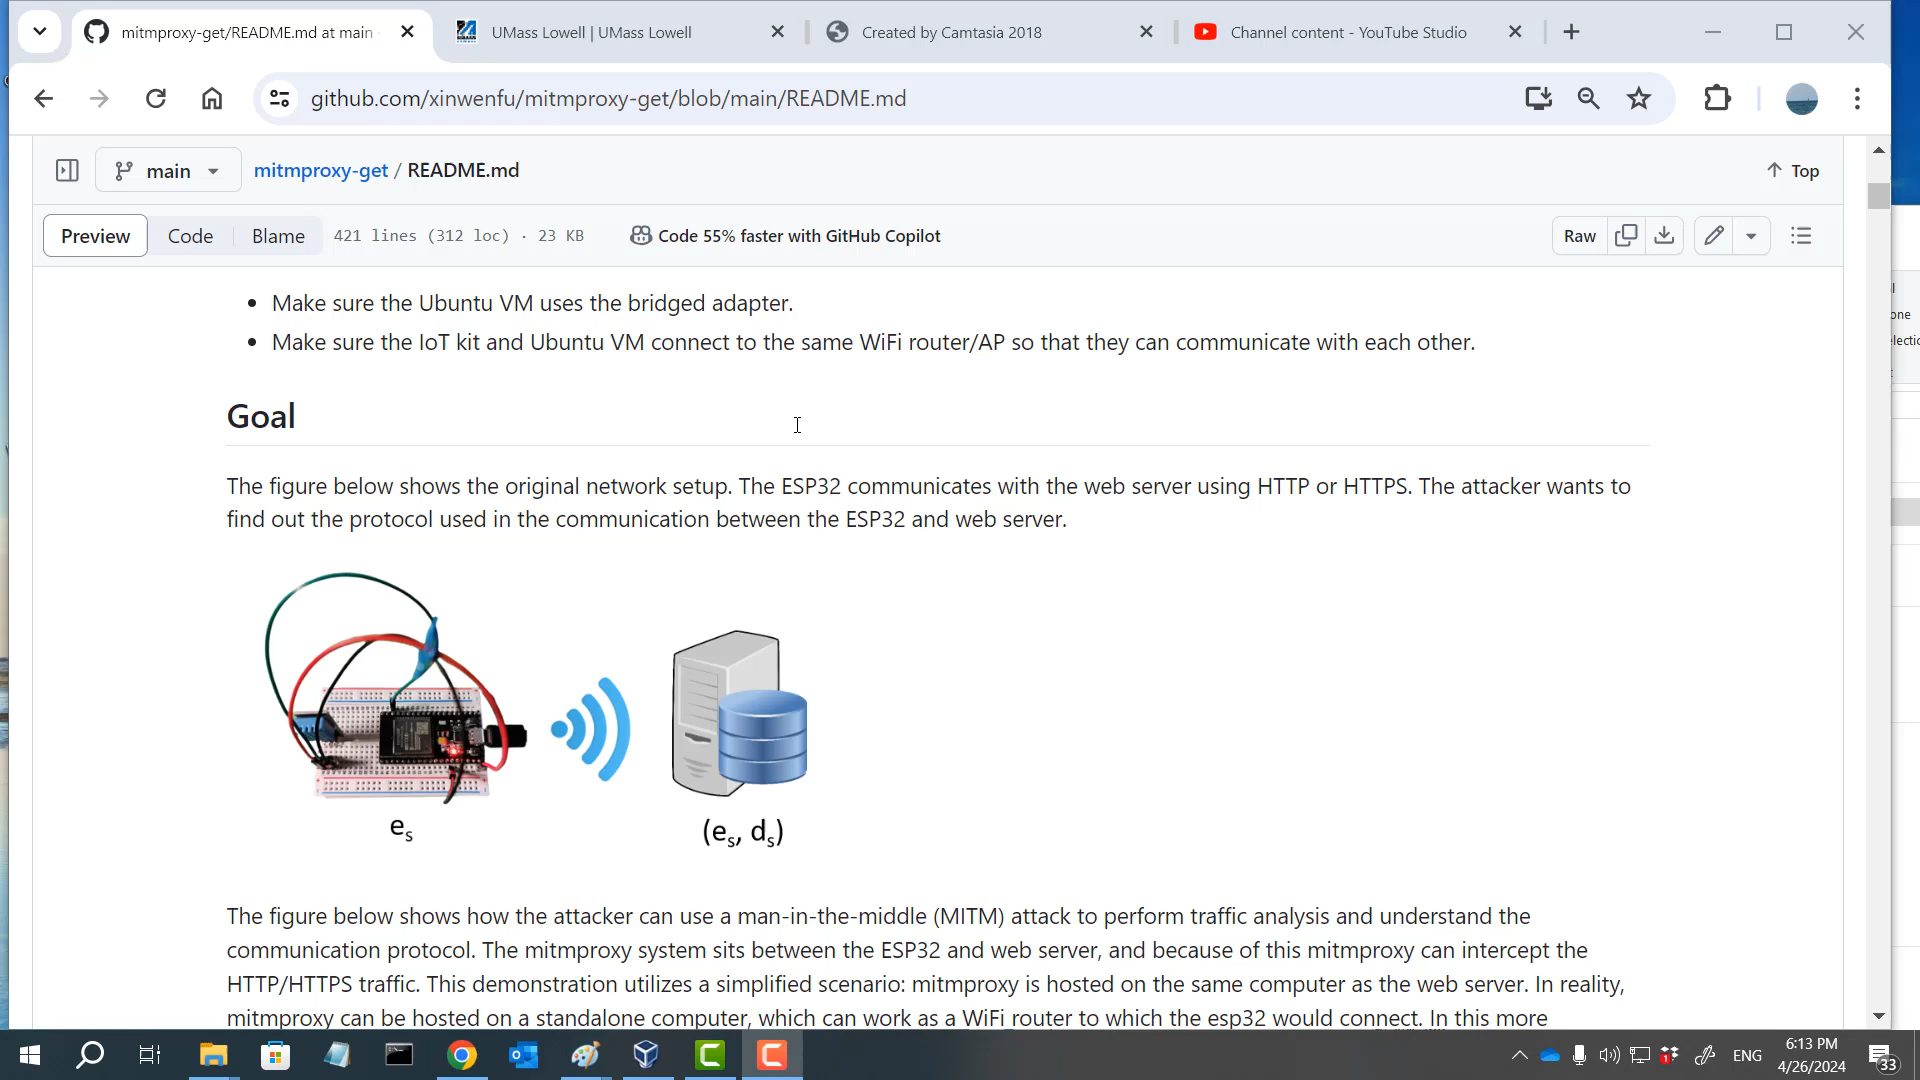 mitmproxy-get/README.md at main
UMass Lowell | UMass Lowell
Created by Camtasia 2018
Channel content - YouTube Studio
github.com/xinwenfu/mitmproxy-get/blob/main/README.md
main
mitmproxy-get / README.md
Top
Preview
Code
Blame
421 lines (312 loc) · 23 KB
Code 55% faster with GitHub Copilot
Raw
• Make sure the Ubuntu VM uses the bridged adapter.
• Make sure the IoT kit and Ubuntu VM connect to the same WiFi router/AP so that they can communicate with each other.
Goal
The figure below shows the original network setup. The ESP32 communicates with the web server using HTTP or HTTPS. The attacker wants to
find out the protocol used in the communication between the ESP32 and web server.
es
(es, ds)
The figure below shows how the attacker can use a man-in-the-middle (MITM) attack to perform traffic analysis and understand the
communication protocol. The mitmproxy system sits between the ESP32 and web server, and because of this mitmproxy can intercept the
HTTP/HTTPS traffic. This demonstration utilizes a simplified scenario: mitmproxy is hosted on the same computer as the web server. In reality,
mitmproxy can be hosted on a standalone computer, which can work as a WiFi router to which the esp32 would connect. In this more
ENG
6:13 PM
4/26/2024
33